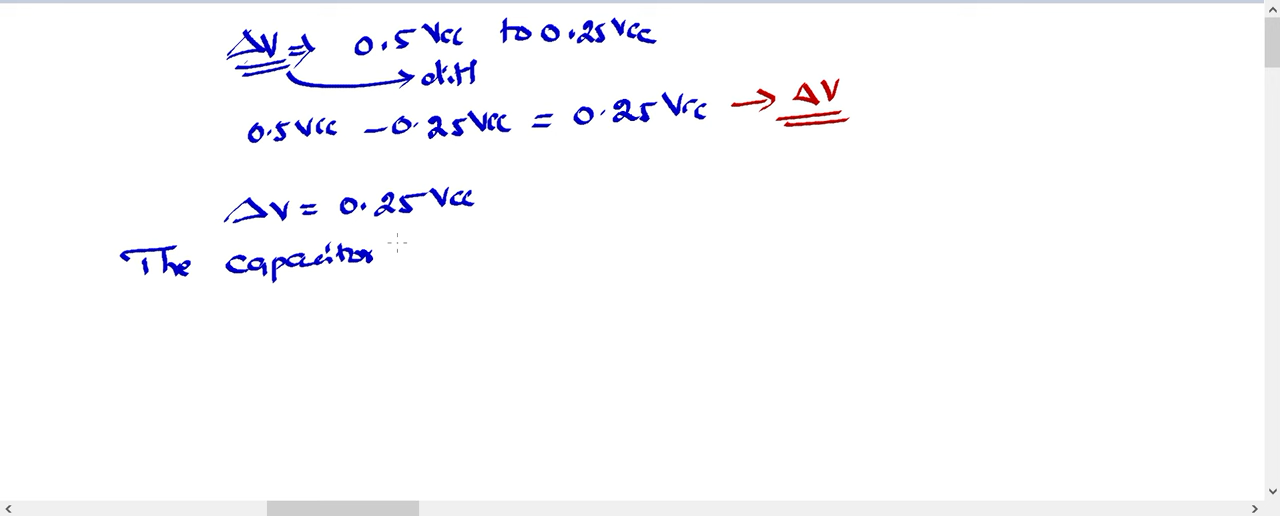 ΔV ⇒ 0.5 Vcc to 0.25 Vcc
→ diff
0.5 Vcc - 0.25 Vcc = 0.25 Vcc → ΔV
ΔV = 0.25 Vcc
The capacitor